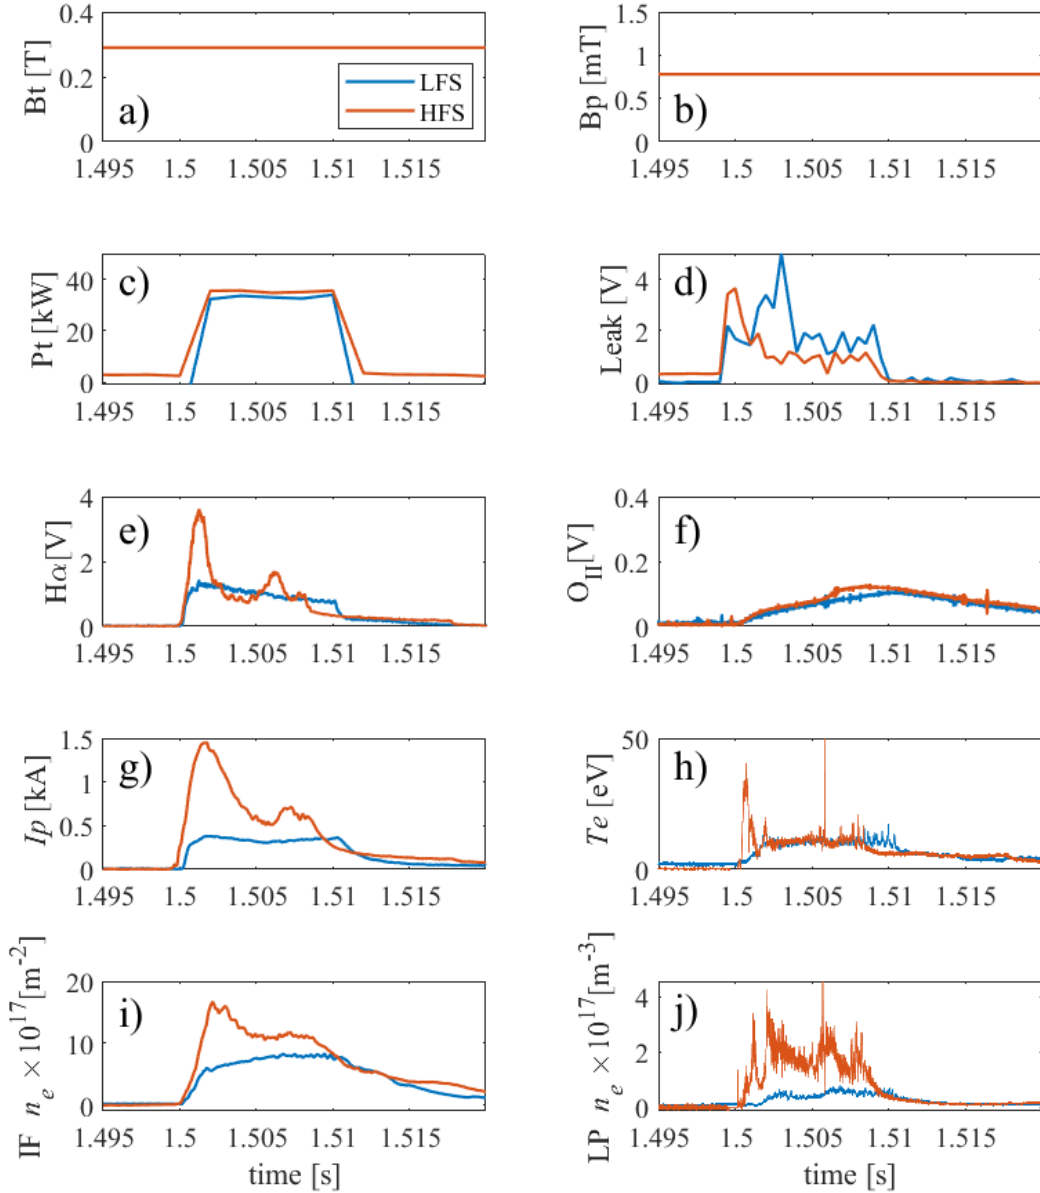 Bt [T]
0.4
0.2
0
a)
LFS
HFS
1.495 1.5 1.505 1.51 1.515
Bp [mT]
1.5
1
0.5
0
b)
1.495 1.5 1.505 1.51 1.515
Pt [kW]
40
20
0
c)
1.495 1.5 1.505 1.51 1.515
Leak [V]
4
2
0
d)
1.495 1.5 1.505 1.51 1.515
Hα[V]
4
2
0
e)
1.495 1.5 1.505 1.51 1.515
O_II[V]
0.4
0.2
0
f)
1.495 1.5 1.505 1.51 1.515
Ip [kA]
1.5
1
0.5
0
g)
1.495 1.5 1.505 1.51 1.515
Te [eV]
50
0
h)
1.495 1.5 1.505 1.51 1.515
IF n_e ×10^17[m^-2]
20
10
0
i)
1.495 1.5 1.505 1.51 1.515
time [s]
LP n_e ×10^17[m^-3]
4
2
0
j)
1.495 1.5 1.505 1.51 1.515
time [s]